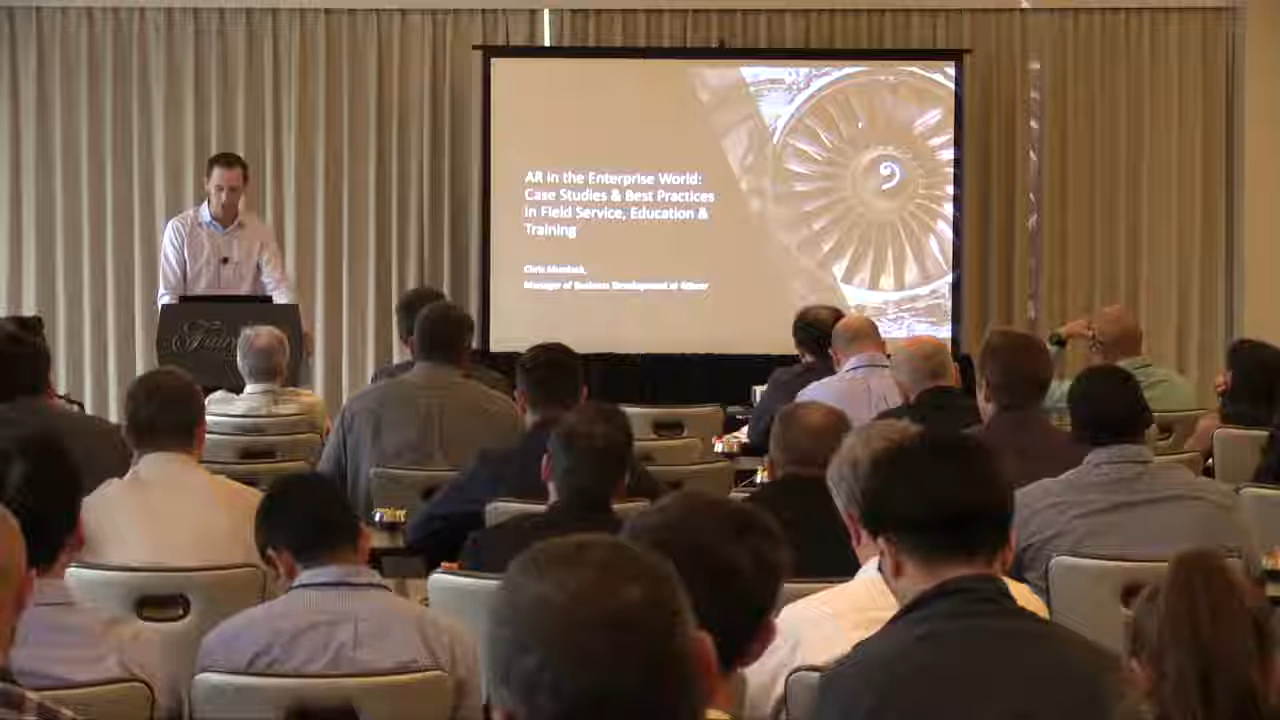 AR in the Enterprise World:
Case Studies & Best Practices
in Field Service, Education &
Training
Chris
Manager of Business Development at